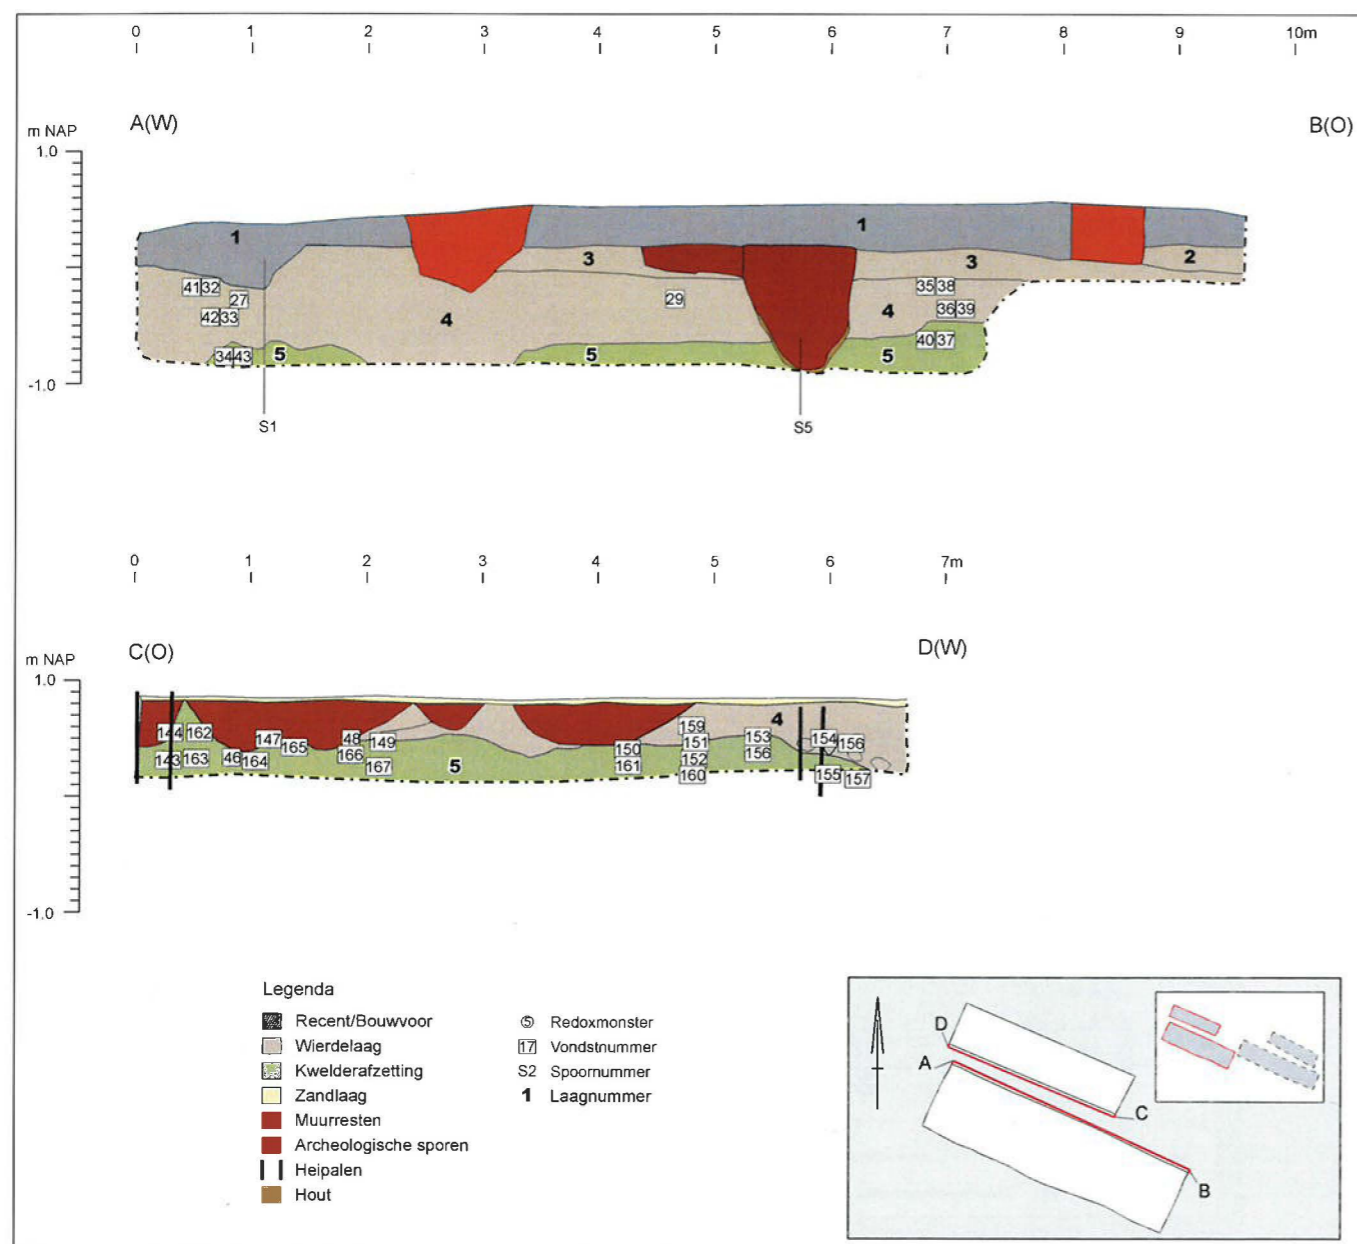 0 1 2 3 4 5 6 7 8 9 10m
A(W) B(O)
m NAP
1.0
1 1
3 3 2
41 32 35 38
27 29
42 33 4 4 36 39
34 43 5 5 5 40 37
-1.0
S1 S5
0 1 2 3 4 5 6 7m
C(O) D(W)
m NAP
1.0
4
144 162 147 165 48 149 159 151 153 154 156
143 163 46 164 166 167 5 150 161 152 160 156 155 157
-1.0
Legenda
Recent/Bouwvoor
Wierdelaag
Kwelderafzetting
Zandlaag
Muurresten
Archeologische sporen
Heipalen
Hout
5 Redoxmonster
17 Vondstnummer
S2 Spoornummer
1 Laagnummer
D
A
C
B